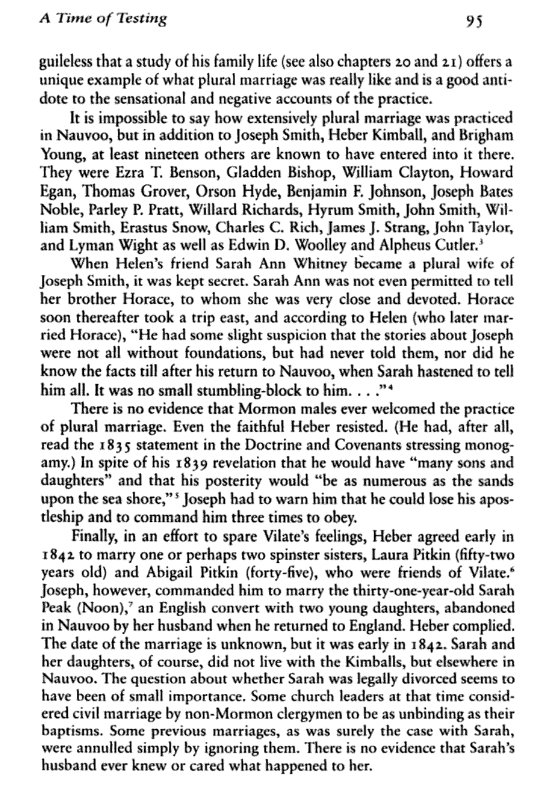 A Time of Testing 95
guileless that a study of his family life (see also chapters 20 and 21) offers a
unique example of what plural marriage was really like and is a good anti-
dote to the sensational and negative accounts of the practice.
It is impossible to say how extensively plural marriage was practiced
in Nauvoo, but in addition to Joseph Smith, Heber Kimball, and Brigham
Young, at least nineteen others are known to have entered into it there.
They were Ezra T. Benson, Gladden Bishop, William Clayton, Howard
Egan, Thomas Grover, Orson Hyde, Benjamin F. Johnson, Joseph Bates
Noble, Parley P. Pratt, Willard Richards, Hyrum Smith, John Smith, Wil-
liam Smith, Erastus Snow, Charles C. Rich, James J. Strang, John Taylor,
and Lyman Wight as well as Edwin D. Woolley and Alpheus Cutler.³
When Helen's friend Sarah Ann Whitney became a plural wife of
Joseph Smith, it was kept secret. Sarah Ann was not even permitted to tell
her brother Horace, to whom she was very close and devoted. Horace
soon thereafter took a trip east, and according to Helen (who later mar-
ried Horace), "He had some slight suspicion that the stories about Joseph
were not all without foundations, but had never told them, nor did he
know the facts till after his return to Nauvoo, when Sarah hastened to tell
him all. It was no small stumbling-block to him. . . ."⁴
There is no evidence that Mormon males ever welcomed the practice
of plural marriage. Even the faithful Heber resisted. (He had, after all,
read the 1835 statement in the Doctrine and Covenants stressing monog-
amy.) In spite of his 1839 revelation that he would have "many sons and
daughters" and that his posterity would "be as numerous as the sands
upon the sea shore,"⁵ Joseph had to warn him that he could lose his apos-
tleship and to command him three times to obey.
Finally, in an effort to spare Vilate's feelings, Heber agreed early in
1842 to marry one or perhaps two spinster sisters, Laura Pitkin (fifty-two
years old) and Abigail Pitkin (forty-five), who were friends of Vilate.⁶
Joseph, however, commanded him to marry the thirty-one-year-old Sarah
Peak (Noon),⁷ an English convert with two young daughters, abandoned
in Nauvoo by her husband when he returned to England. Heber complied.
The date of the marriage is unknown, but it was early in 1842. Sarah and
her daughters, of course, did not live with the Kimballs, but elsewhere in
Nauvoo. The question about whether Sarah was legally divorced seems to
have been of small importance. Some church leaders at that time consid-
ered civil marriage by non-Mormon clergymen to be as unbinding as their
baptisms. Some previous marriages, as was surely the case with Sarah,
were annulled simply by ignoring them. There is no evidence that Sarah's
husband ever knew or cared what happened to her.